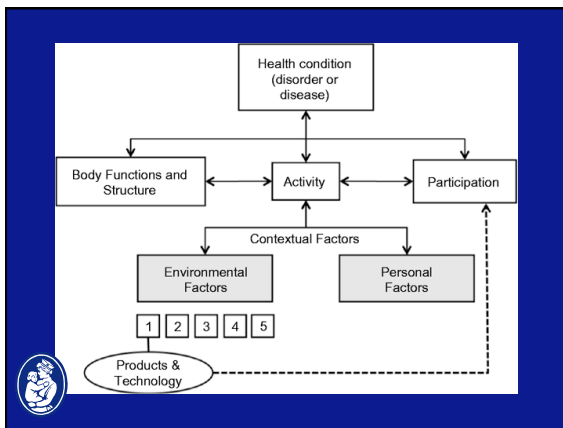 Health condition
(disorder or
disease)
Body Functions and
Structure
Activity
Participation
Contextual Factors
Environmental
Factors
Personal
Factors
1 2 3 4 5
Products &
Technology